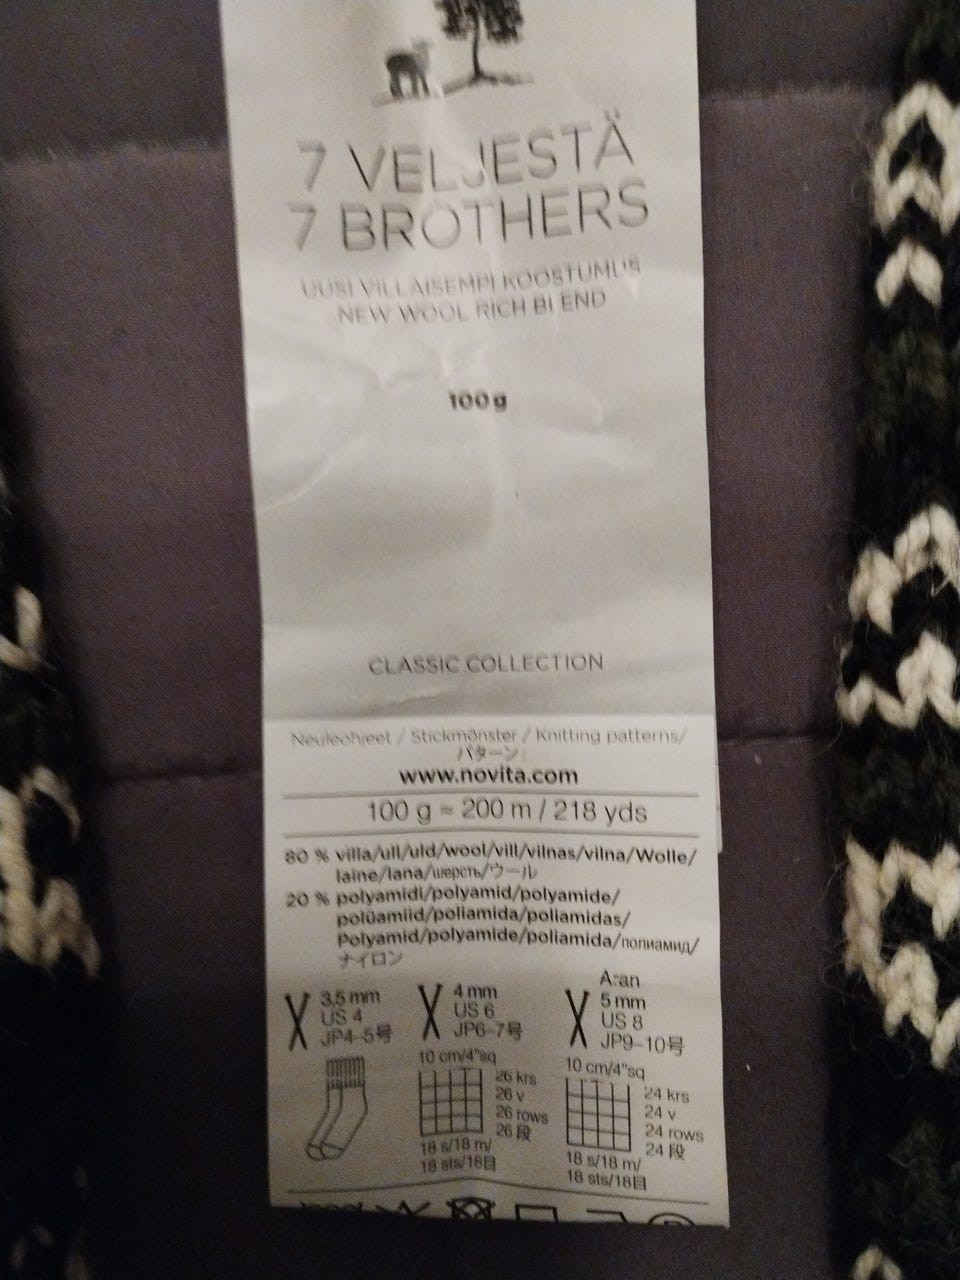 7 VELJESTÄ
7 BROTHERS
UUSI VILLAISEMPI KOOSTUMUS
NEW WOOL RICH BLEND
100g
CLASSIC COLLECTION
Neuleohjeet / Stickmönster / Knitting patterns/
パターン:
www.novita.com
100 g ≈ 200 m / 218 yds
80 % villa/ull/uld/wool/vill/vilnas/vilna/Wolle/
laine/lana/шерсть/ウール
20 % polyamidi/polyamid/polyamide/
polüamiid/poliamida/poliamidas/
Polyamid/polyamide/poliamida/полиамид/
ナイロン
3,5 mm
US 4
JP4-5号
4 mm
US 6
JP6-7号
10 cm/4"sq
26 krs
26 v
26 rows
26 段
18 s/18 m/
18 sts/18目
Aran
5 mm
US 8
JP9-10号
10 cm/4"sq
24 krs
24 v
24 rows
24 段
18 s/18 m/
18 sts/18目